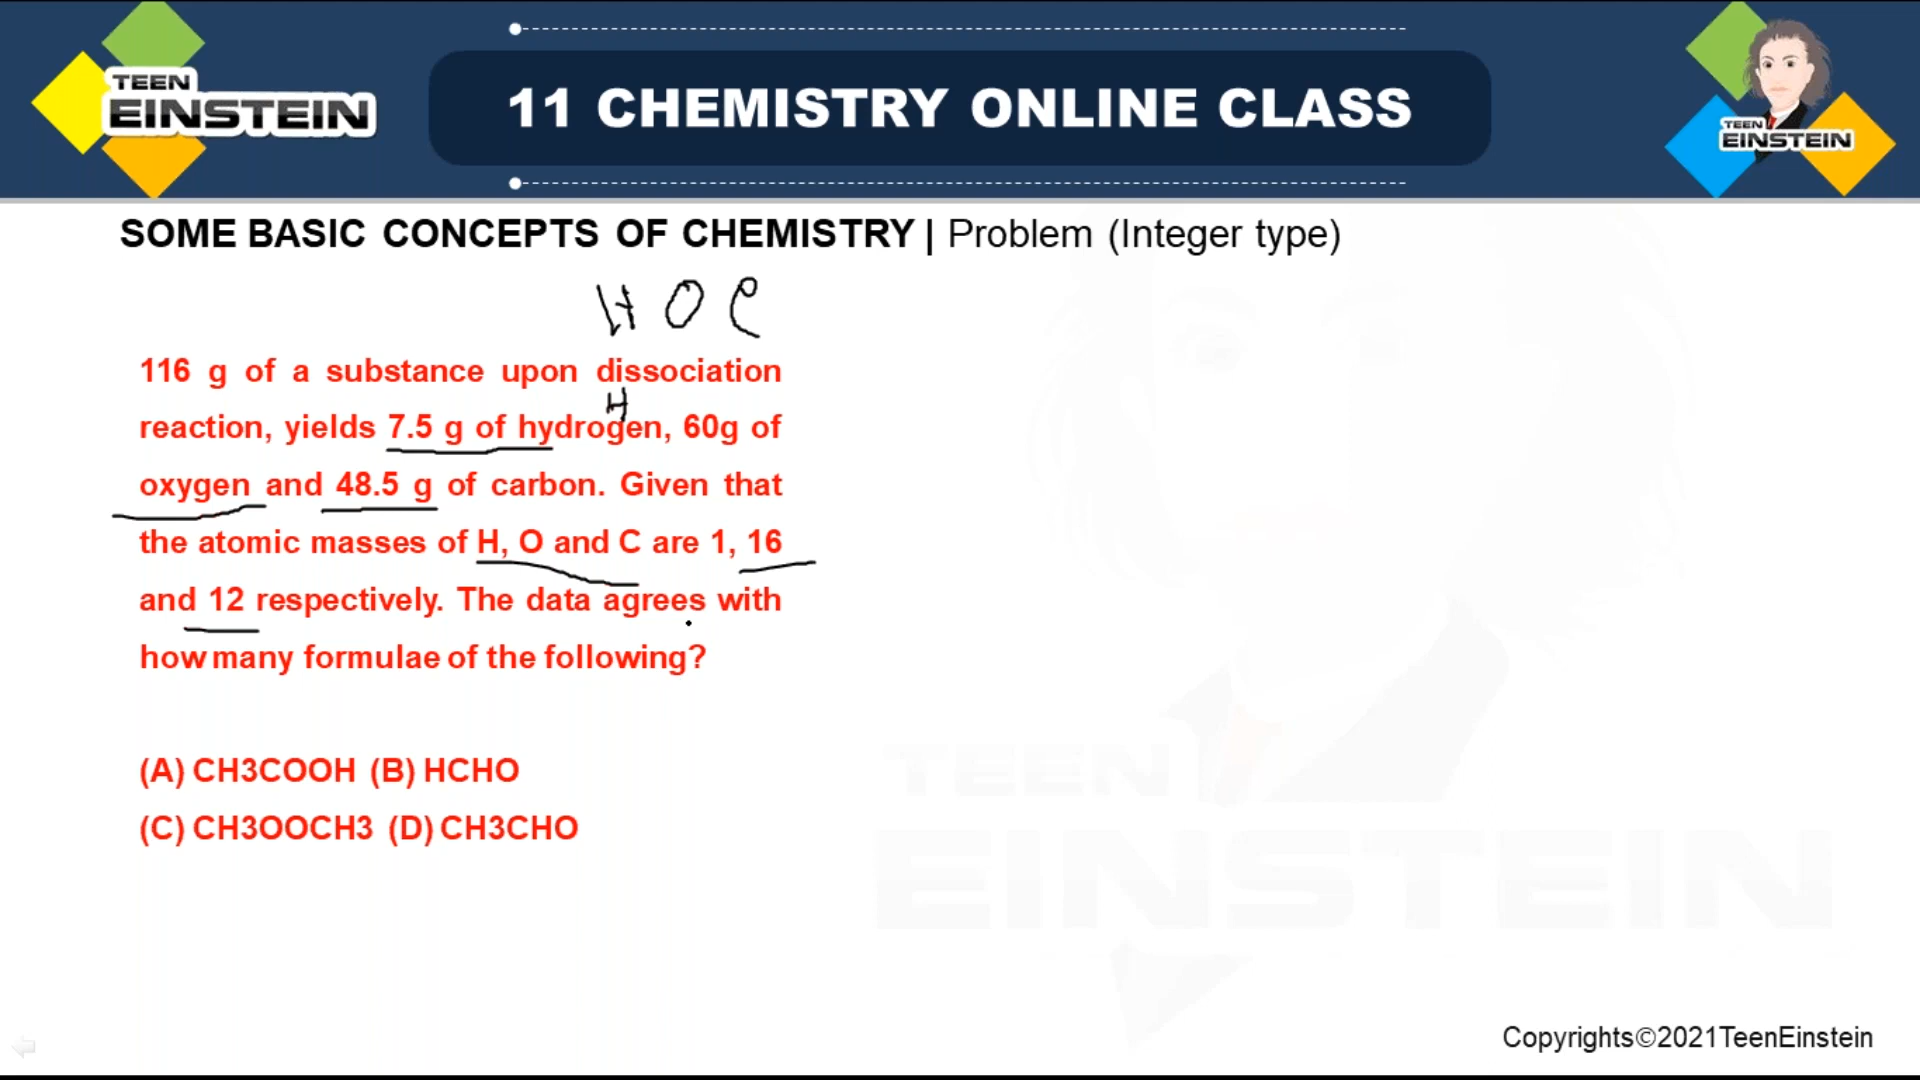 TEEN
EINSTEIN
11 CHEMISTRY ONLINE CLASS
TEEN
EINSTEIN
SOME BASIC CONCEPTS OF CHEMISTRY | Problem (Integer type)
H O C
116 g of a substance upon dissociation
H
reaction, yields 7.5 g of hydrogen, 60g of
oxygen and 48.5 g of carbon. Given that
the atomic masses of H, O and C are 1, 16
and 12 respectively. The data agrees with
how many formulae of the following?
(A) CH3COOH (B) HCHO
(C) CH3OOCH3 (D) CH3CHO
TEEN
EINSTEIN
Copyrights©2021TeenEinstein